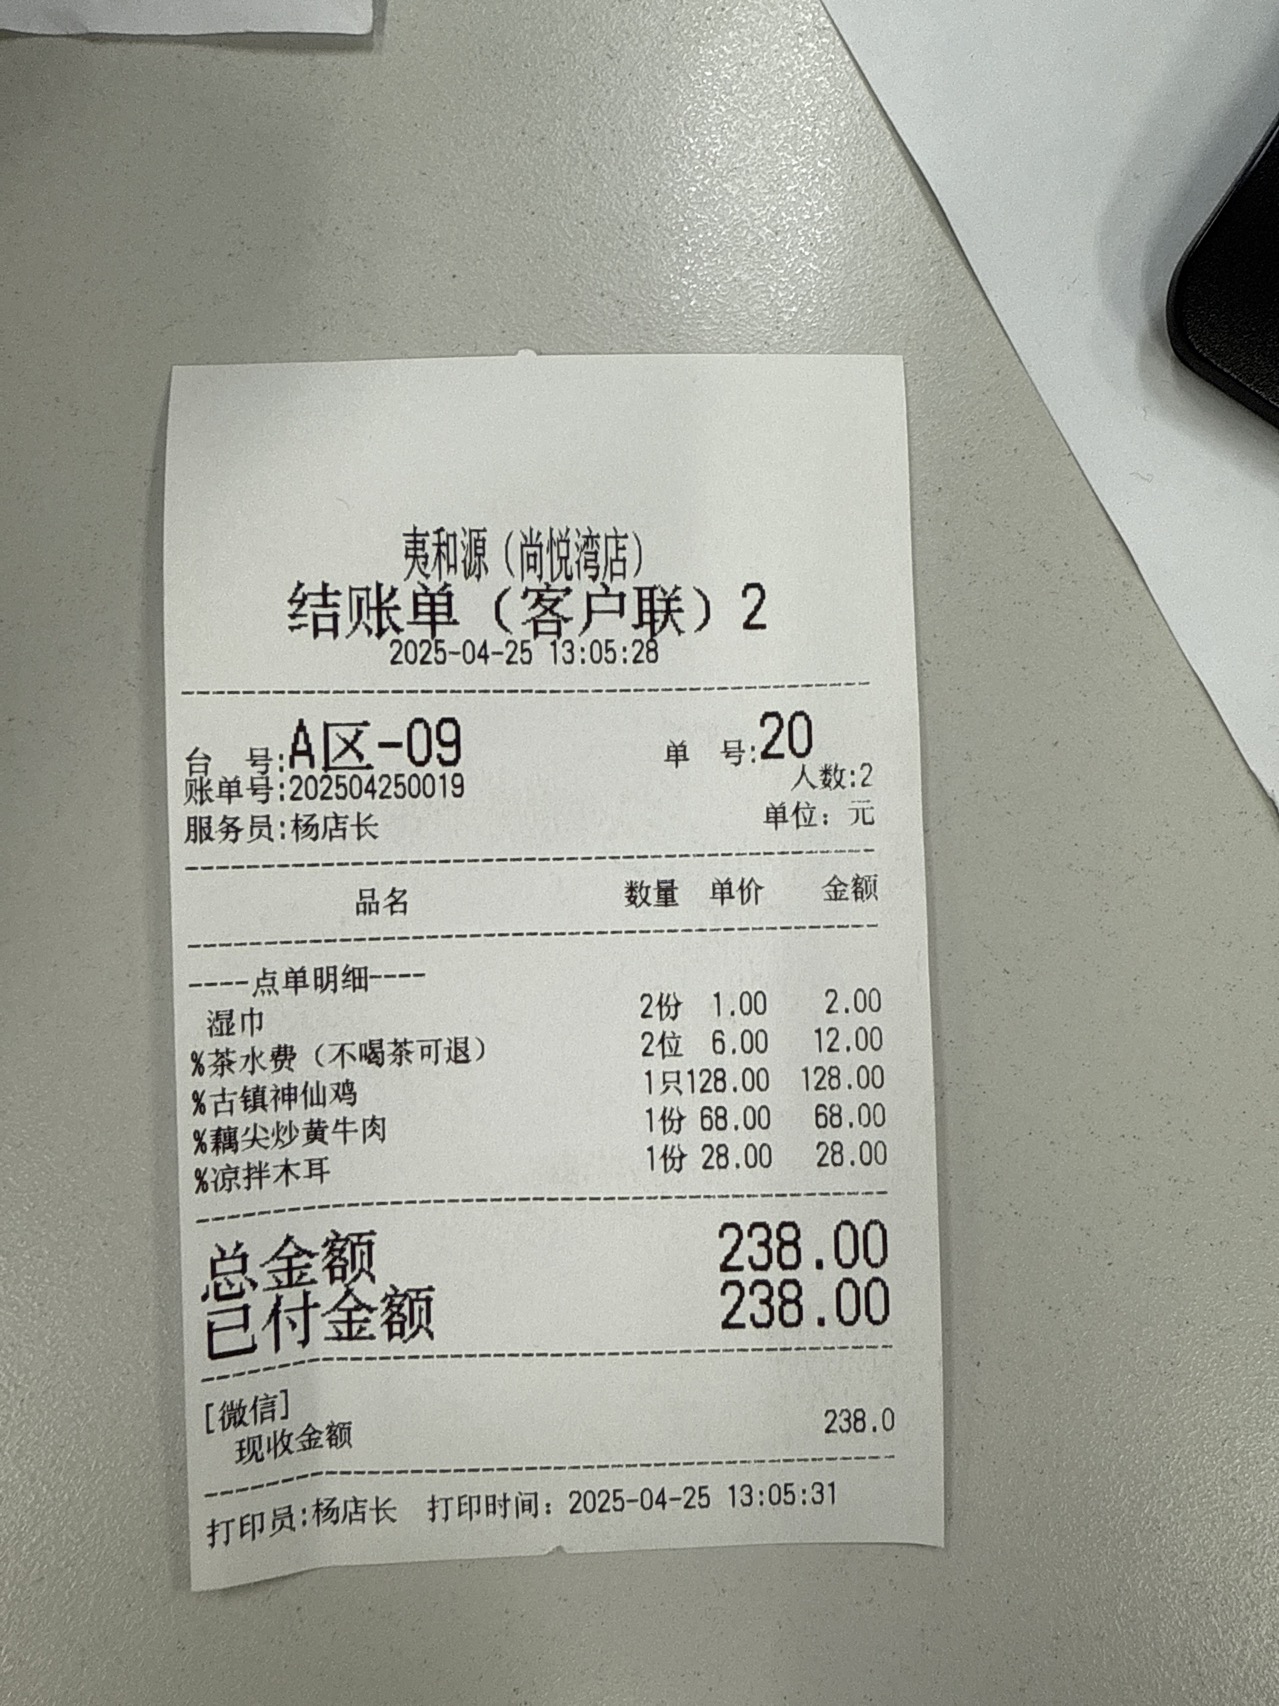 夷和源（尚悦湾店）
结账单（客户联）2
2025-04-25 13:05:28
台 号:A区-09 单 号:20
账单号:202504250019 人数:2
服务员:杨店长 单位：元
品名 数量 单价 金额
----点单明细----
湿巾 2份 1.00 2.00
%茶水费（不喝茶可退） 2位 6.00 12.00
%古镇神仙鸡 1只128.00 128.00
%藕尖炒黄牛肉 1份 68.00 68.00
%凉拌木耳 1份 28.00 28.00
总金额 238.00
已付金额 238.00
[微信]
现收金额 238.0
打印员:杨店长 打印时间：2025-04-25 13:05:31